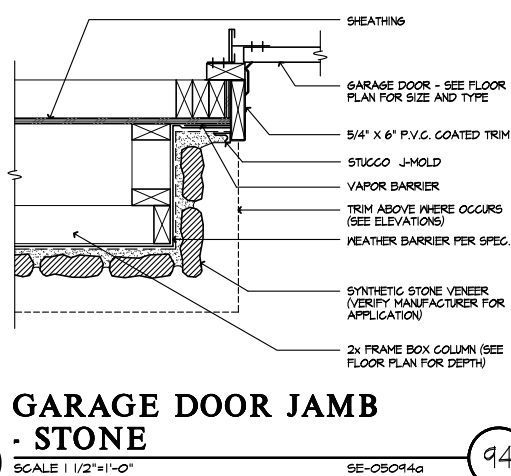 SHEATHING
GARAGE DOOR - SEE FLOOR
PLAN FOR SIZE AND TYPE
5/4" X 6" P.V.C. COATED TRIM
STUCCO J-MOLD
VAPOR BARRIER
TRIM ABOVE WHERE OCCURS
(SEE ELEVATIONS)
WEATHER BARRIER PER SPEC.
SYNTHETIC STONE VENEER
(VERIFY MANUFACTURER FOR
APPLICATION)
2x FRAME BOX COLUMN (SEE
FLOOR PLAN FOR DEPTH)
GARAGE DOOR JAMB
- STONE
SCALE 1 1/2"=1'-0"
SE-05094a
94